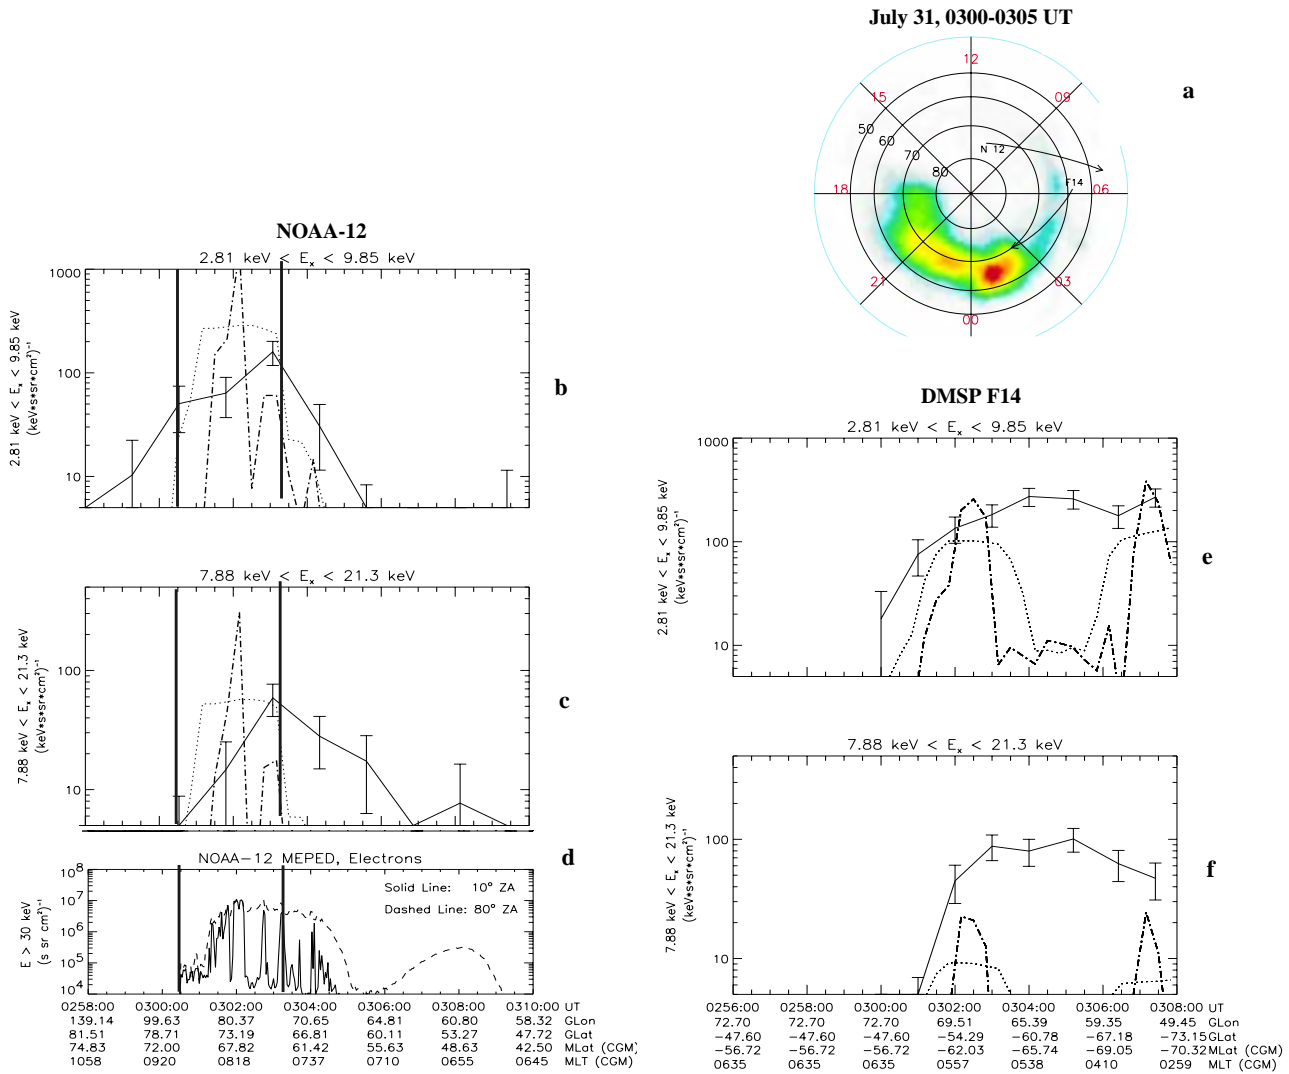 July 31, 0300-0305 UT
a
12
15
09
50
60
70
80
N 12
F14
18
06
21
03
00
NOAA-12
2.81 keV < Ex < 9.85 keV
1000
100
10
2.81 keV < Ex < 9.85 keV
(keV*s*sr*cm²)⁻¹
b
7.88 keV < Ex < 21.3 keV
100
10
7.88 keV < Ex < 21.3 keV
(keV*s*sr*cm²)⁻¹
c
NOAA-12 MEPED, Electrons
d
Solid Line: 10° ZA
Dashed Line: 80° ZA
10⁸
10⁷
10⁶
10⁵
10⁴
E > 30 keV
(s sr cm²)⁻¹
0258:00 0300:00 0302:00 0304:00 0306:00 0308:00 0310:00 UT
139.14 99.63 80.37 70.65 64.81 60.80 58.32 GLon
81.51 78.71 73.19 66.81 60.11 53.27 47.72 GLat
74.83 72.00 67.82 61.42 55.63 48.63 42.50 MLat (CGM)
1058 0920 0818 0737 0710 0655 0645 MLT (CGM)
DMSP F14
2.81 keV < Ex < 9.85 keV
1000
100
10
2.81 keV < Ex < 9.85 keV
(keV*s*sr*cm²)⁻¹
e
7.88 keV < Ex < 21.3 keV
100
10
7.88 keV < Ex < 21.3 keV
(keV*s*sr*cm²)⁻¹
f
0256:00 0258:00 0300:00 0302:00 0304:00 0306:00 0308:00 UT
72.70 72.70 72.70 69.51 65.39 59.35 49.45 GLon
-47.60 -47.60 -47.60 -54.29 -60.78 -67.18 -73.15 GLat
-56.72 -56.72 -56.72 -62.03 -65.74 -69.05 -70.32 MLat (CGM)
0635 0635 0635 0557 0538 0410 0259 MLT (CGM)